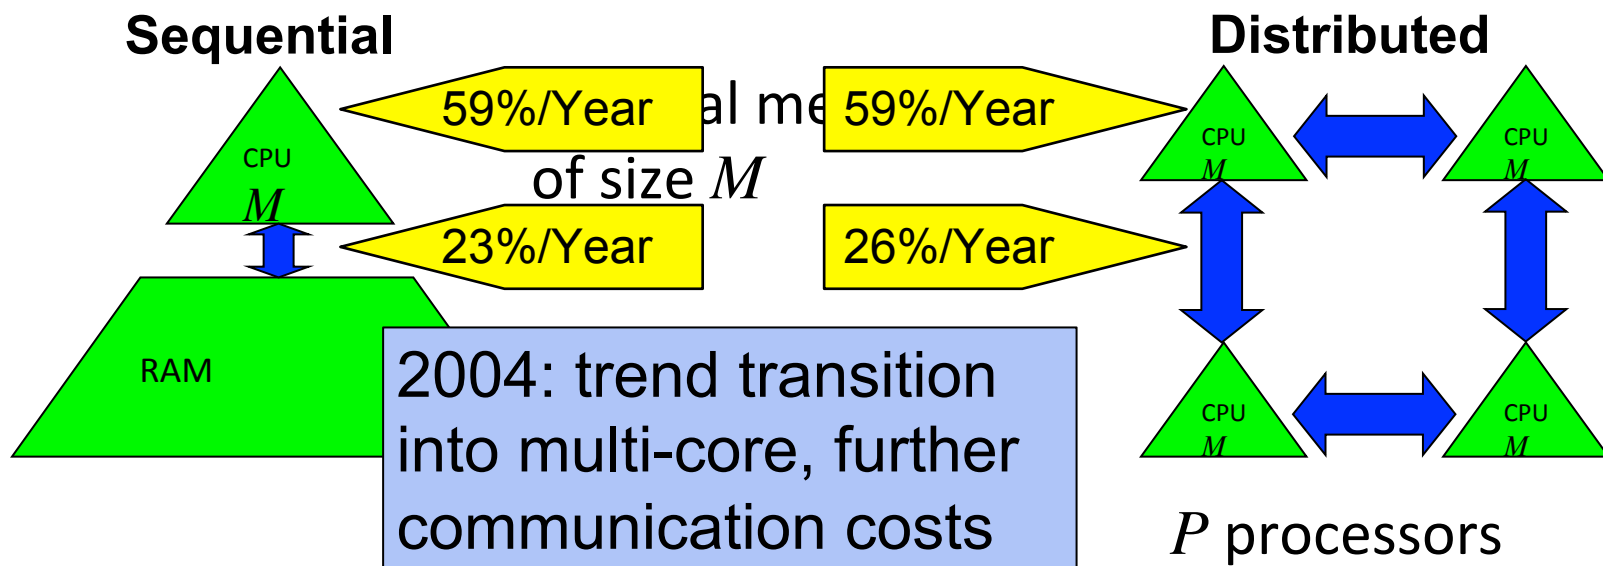 Sequential
Distributed
59%/Year
al me
59%/Year
CPU
M
of size M
CPU
M
CPU
M
23%/Year
26%/Year
RAM
2004: trend transition
into multi-core, further
communication costs
CPU
M
CPU
M
P processors